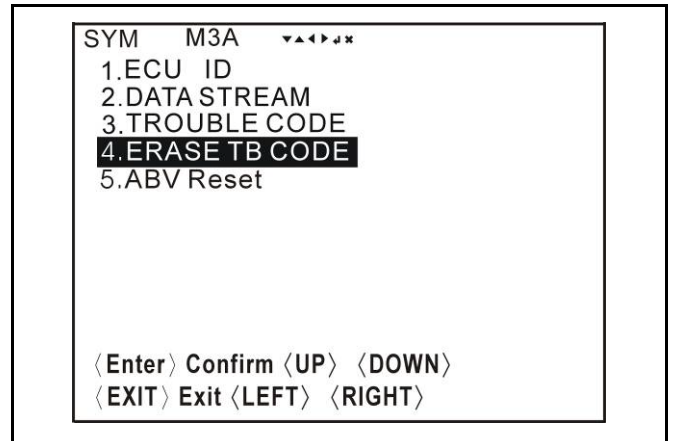 SYM M3A ▼▲◀▶↲✖
1.ECU ID
2.DATA STREAM
3.TROUBLE CODE
4.ERASE TB CODE
5.ABV Reset
〈Enter〉 Confirm 〈UP〉 〈DOWN〉
〈EXIT〉 Exit 〈LEFT〉 〈RIGHT〉